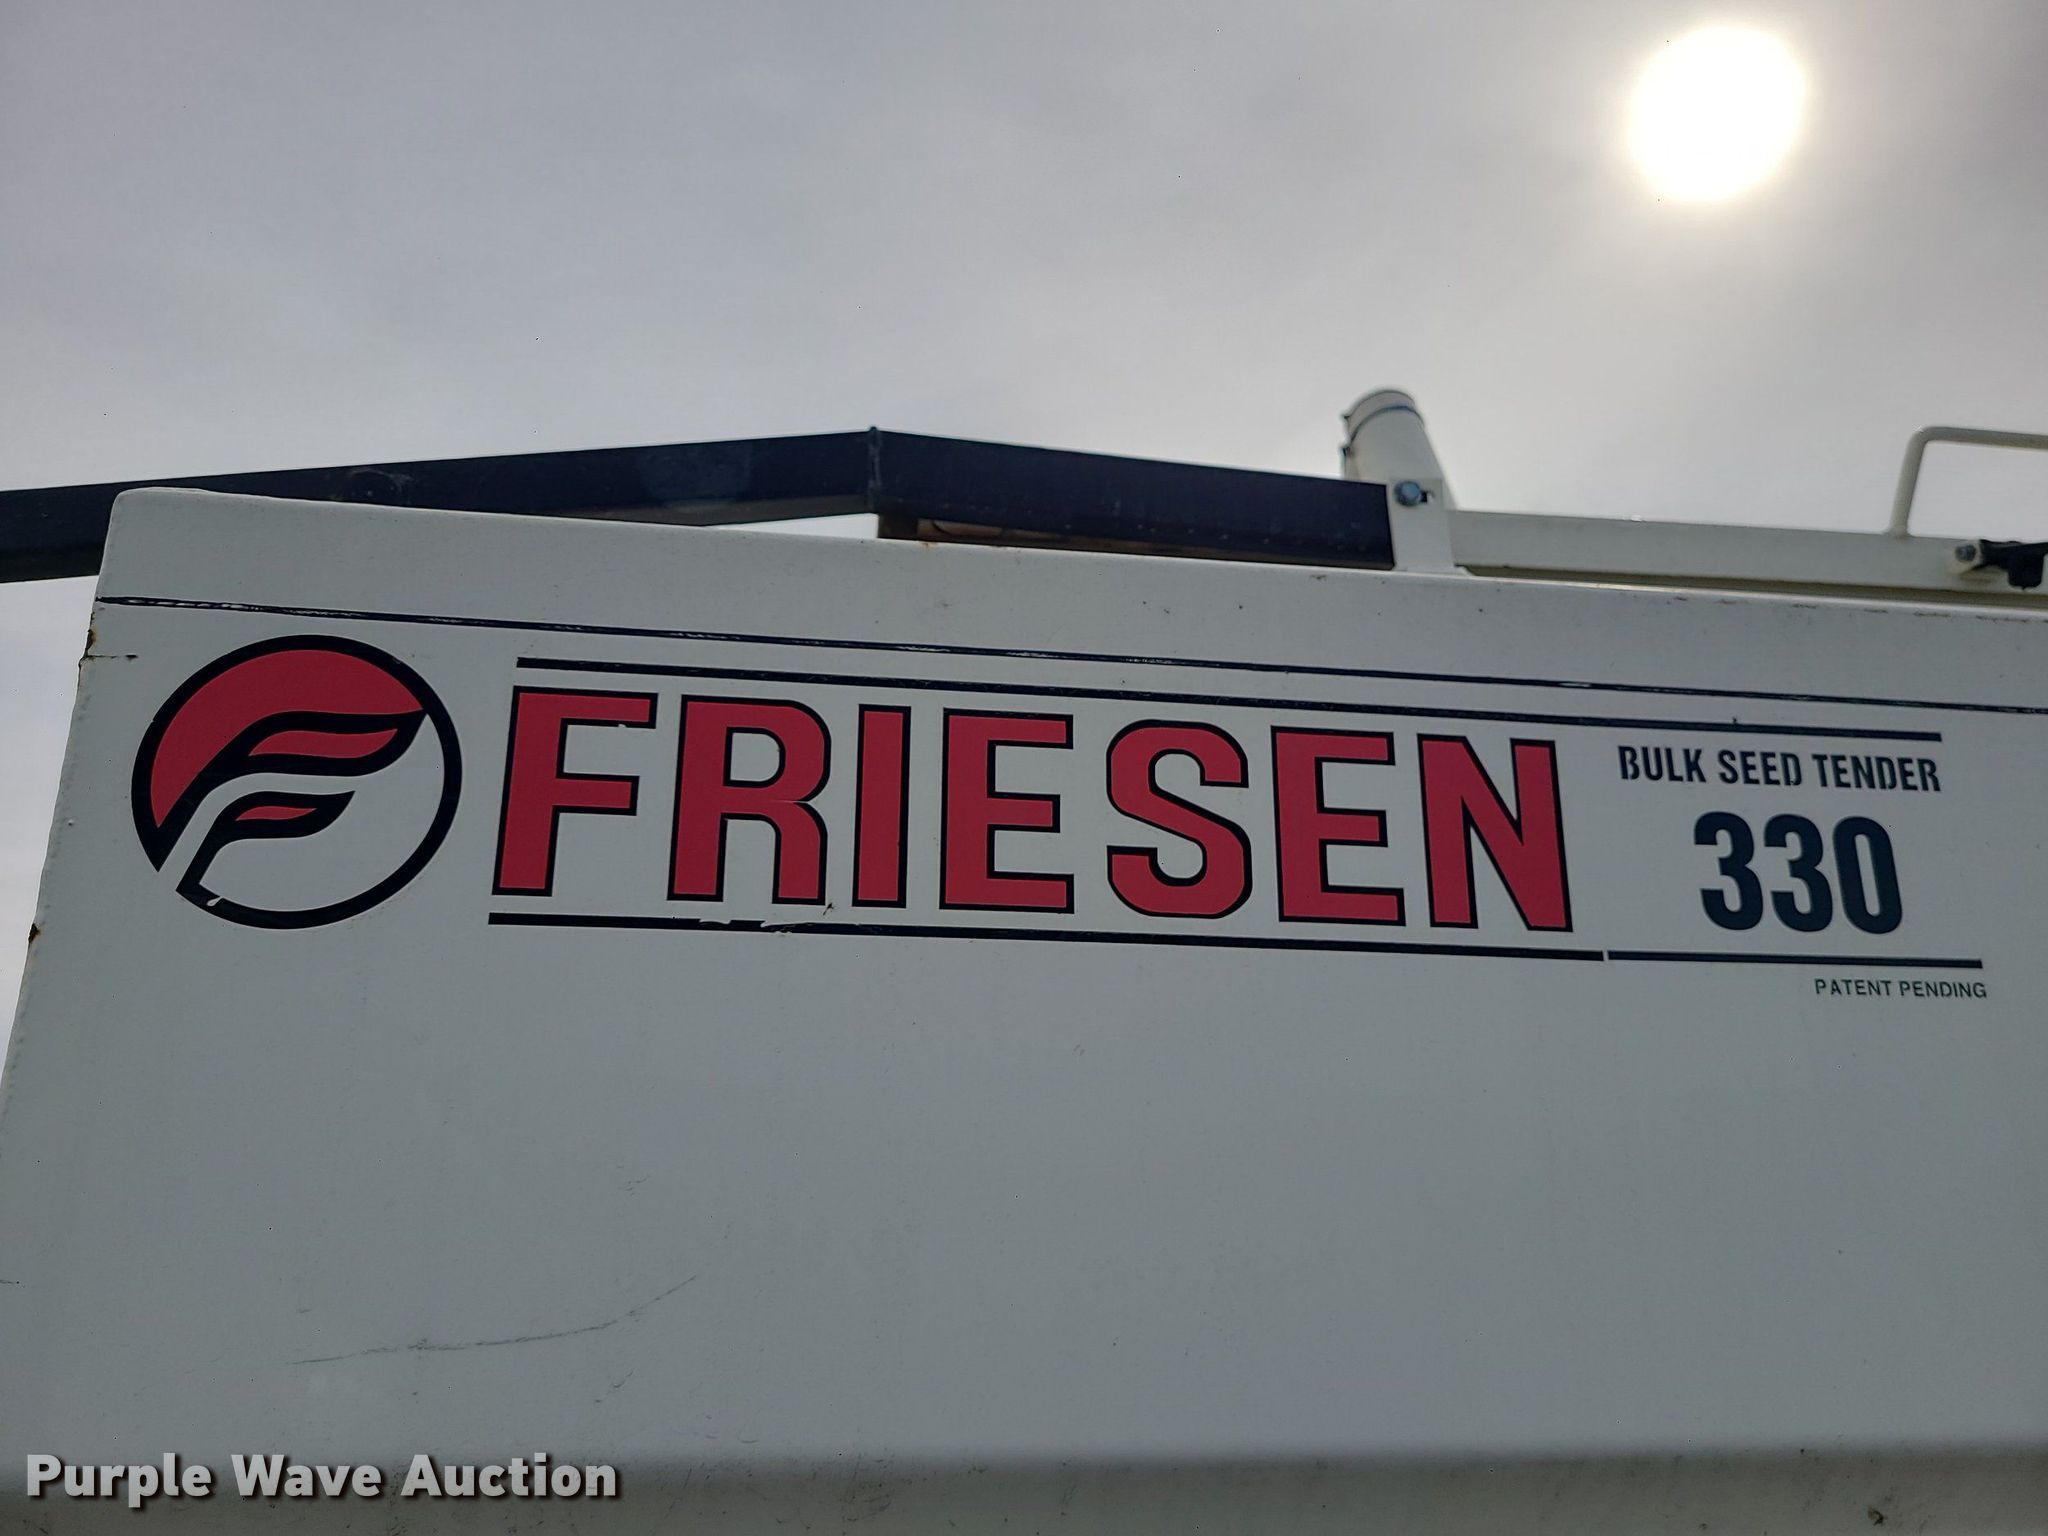 FRIESEN
BULK SEED TENDER
330
PATENT PENDING
Purple Wave Auction